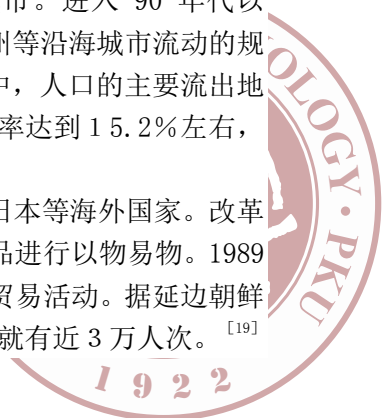 市。进入 90 年代以
州等沿海城市流动的规
中，人口的主要流出地
率达到 1 5.2％左右，
日本等海外国家。改革
品进行以物易物。1989
贸易活动。据延边朝鲜
就有近 3 万人次。[19]
OLOGY · PKU
1922